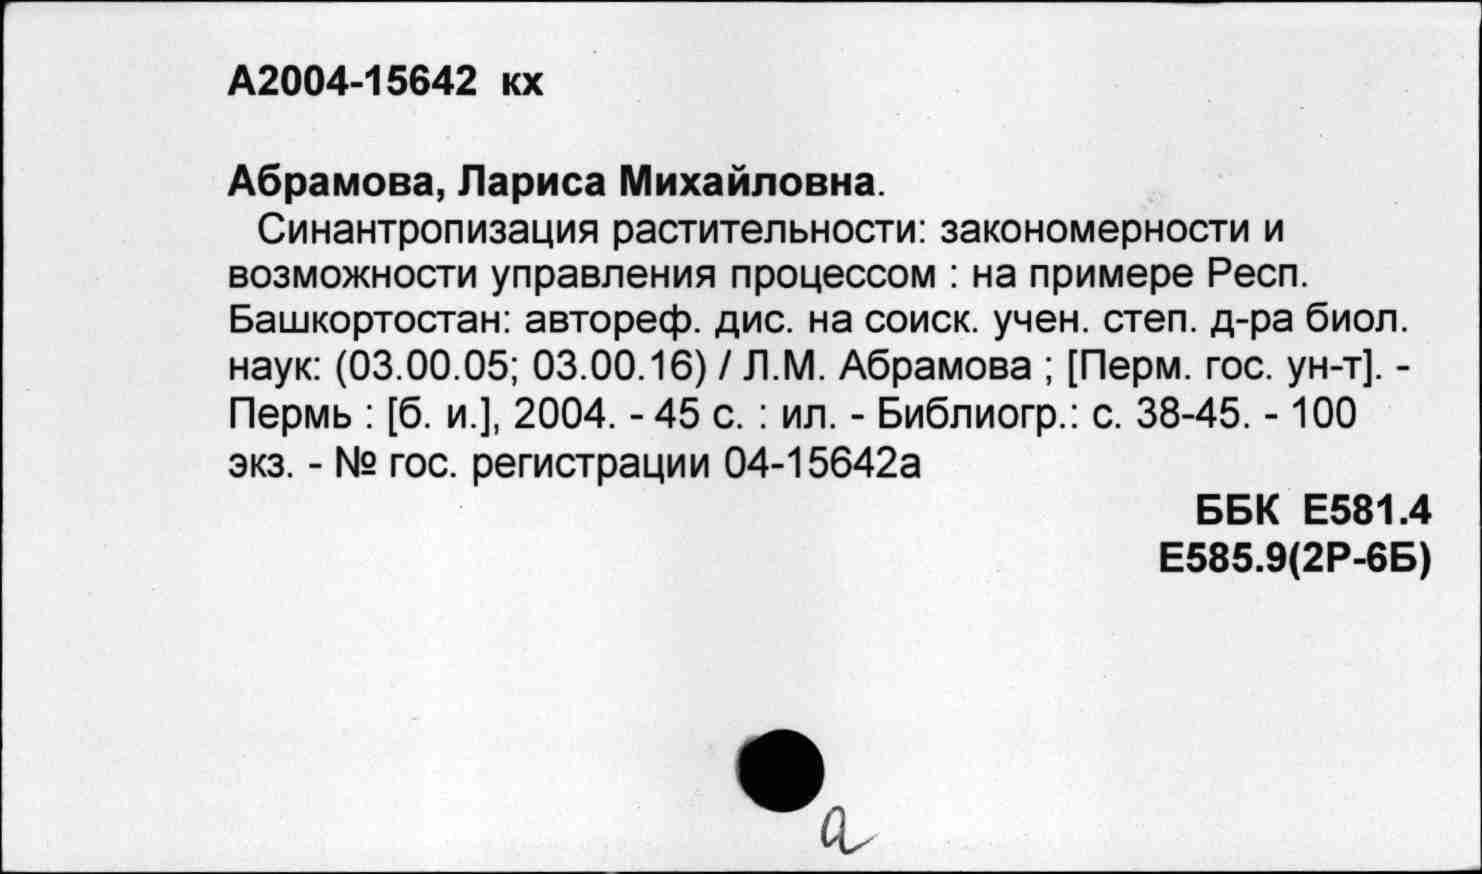 А2004-15642 кх
Абрамова, Лариса Михайловна.
Синантропизация растительности: закономерности и
возможности управления процессом : на примере Респ.
Башкортостан: автореф. дис. на соиск. учен. степ. д-ра биол.
наук: (03.00.05; 03.00.16) / Л.М. Абрамова ; [Перм. гос. ун-т]. -
Пермь : [б. и.], 2004. - 45 с. : ил. - Библиогр.: с. 38-45. - 100
экз. - № гос. регистрации 04-15642а
ББК Е581.4
Е585.9(2Р-6Б)
а